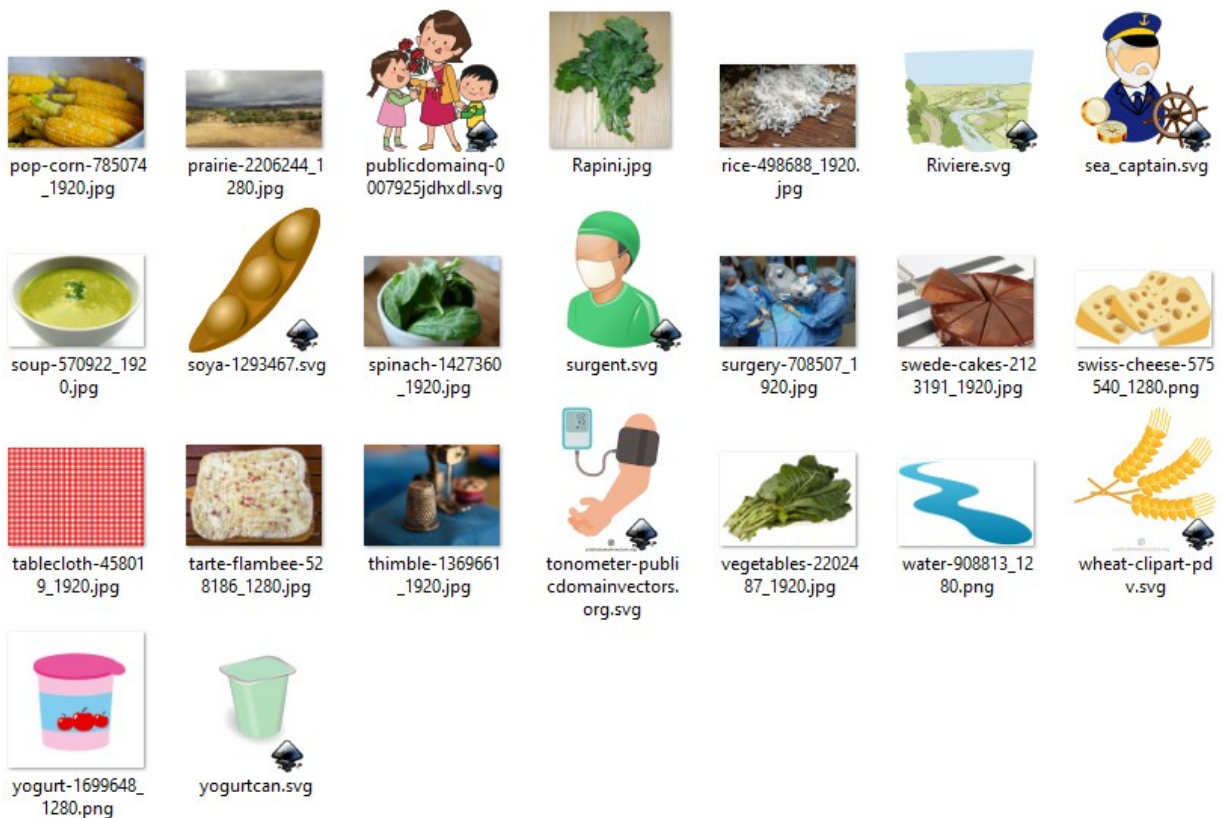 pop-corn-785074
_1920.jpg
prairie-2206244_1
280.jpg
publicdomainq-0
007925jdhxdl.svg
Rapini.jpg
rice-498688_1920.
jpg
Riviere.svg
sea_captain.svg
soup-570922_192
0.jpg
soya-1293467.svg
spinach-1427360
_1920.jpg
surgent.svg
surgery-708507_1
920.jpg
swede-cakes-212
3191_1920.jpg
swiss-cheese-575
540_1280.png
tablecloth-45801
9_1920.jpg
tarte-flambee-52
8186_1280.jpg
thimble-1369661
_1920.jpg
tonometer-publi
cdomainvectors.
org.svg
vegetables-22024
87_1920.jpg
water-908813_12
80.png
wheat-clipart-pd
v.svg
yogurt-1699648_
1280.png
yogurtcan.svg